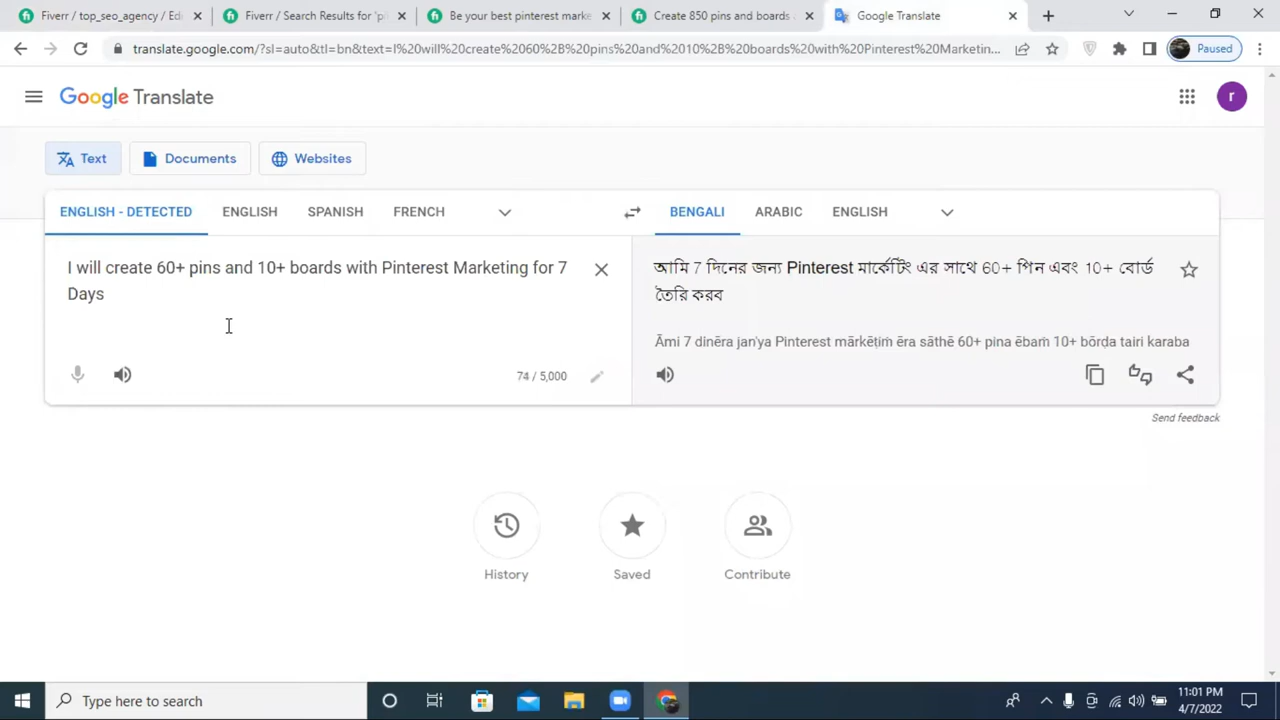 Fiverr / top_seo_agency / Ed
Fiverr / Search Results for 'pi
Be your best pinterest marke
Create 850 pins and boards
Google Translate
translate.google.com/?sl=auto&tl=bn&text=I%20will%20create%2060%2B%20pins%20and%2010%2B%20boards%20with%20Pinterest%20Marketin...
Paused
Google Translate
r
Text
Documents
Websites
ENGLISH - DETECTED
ENGLISH
SPANISH
FRENCH
BENGALI
ARABIC
ENGLISH
I will create 60+ pins and 10+ boards with Pinterest Marketing for 7
Days
আমি 7 দিনের জন্য Pinterest মার্কেটিং এর সাথে 60+ পিন এবং 10+ বোর্ড
তৈরি করব
Āmi 7 dinēra jan'ya Pinterest mārkēṭiṁ ēra sāthē 60+ pina ēbaṁ 10+ bōrḍa tairi karaba
74 / 5,000
Send feedback
History
Saved
Contribute
Type here to search
11:01 PM
4/7/2022